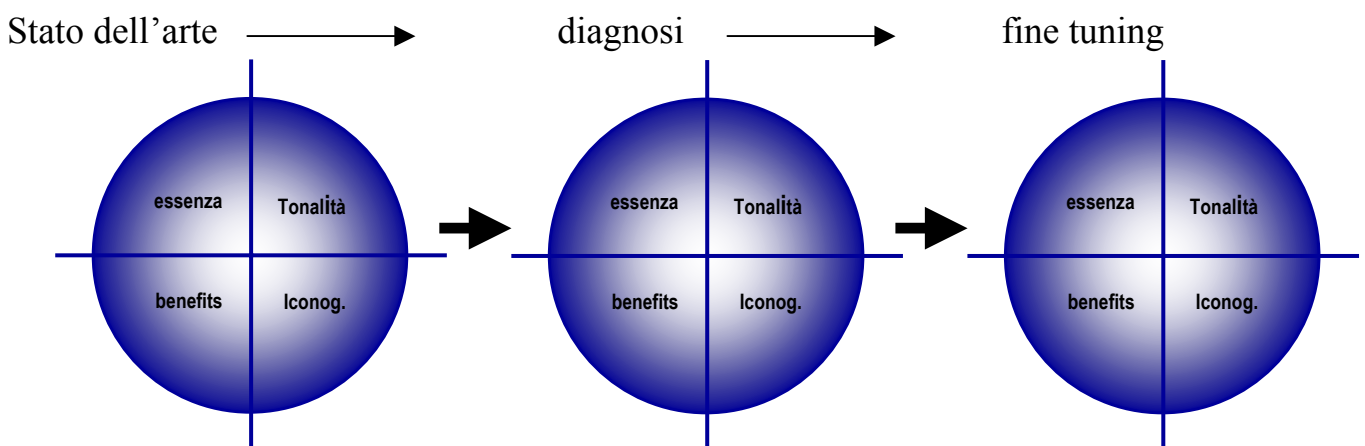 Stato dell’arte diagnosi fine tuning
essenza Tonalità essenza Tonalità essenza Tonalità
benefits Iconog. benefits Iconog. benefits Iconog.